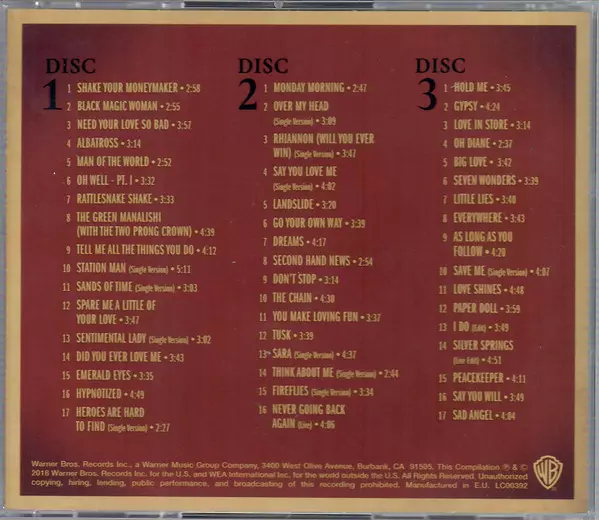 DISC
1
1 SHAKE YOUR MONEYMAKER • 2:58
2 BLACK MAGIC WOMAN • 2:55
3 NEED YOUR LOVE SO BAD • 3:57
4 ALBATROSS • 3:14
5 MAN OF THE WORLD • 2:52
6 OH WELL - PT. I • 3:32
7 RATTLESNAKE SHAKE • 3:33
8 THE GREEN MANALISHI
(WITH THE TWO PRONG CROWN) • 4:39
9 TELL ME ALL THE THINGS YOU DO • 4:12
10 STATION MAN (Single Version) • 5:11
11 SANDS OF TIME (Single Version) • 3:03
12 SPARE ME A LITTLE OF
YOUR LOVE • 3:47
13 SENTIMENTAL LADY (Single Version) • 3:02
14 DID YOU EVER LOVE ME • 3:43
15 EMERALD EYES • 3:35
16 HYPNOTIZED • 4:49
17 HEROES ARE HARD
TO FIND (Single Version) • 2:27
DISC
2
1 MONDAY MORNING • 2:47
2 OVER MY HEAD
(Single Version) • 3:09
3 RHIANNON (WILL YOU EVER
WIN) (Single Version) • 3:47
4 SAY YOU LOVE ME
(Single Version) • 4:02
5 LANDSLIDE • 3:20
6 GO YOUR OWN WAY • 3:39
7 DREAMS • 4:17
8 SECOND HAND NEWS • 2:54
9 DON'T STOP • 3:14
10 THE CHAIN • 4:30
11 YOU MAKE LOVING FUN • 3:37
12 TUSK • 3:39
13 SARA (Single Version) • 4:37
14 THINK ABOUT ME (Single Version) • 2:44
15 FIREFLIES (Single Version) • 3:34
16 NEVER GOING BACK
AGAIN (Live) • 4:06
DISC
3
1 HOLD ME • 3:45
2 GYPSY • 4:24
3 LOVE IN STORE • 3:14
4 OH DIANE • 2:37
5 BIG LOVE • 3:42
6 SEVEN WONDERS • 3:39
7 LITTLE LIES • 3:40
8 EVERYWHERE • 3:43
9 AS LONG AS YOU
FOLLOW • 4:20
10 SAVE ME (Single Version) • 4:07
11 LOVE SHINES • 4:48
12 PAPER DOLL • 3:59
13 I DO (Edit) • 3:49
14 SILVER SPRINGS
(Live Edit) • 4:51
15 PEACEKEEPER • 4:11
16 SAY YOU WILL • 3:49
17 SAD ANGEL • 4:04
Warner Bros. Records Inc., a Warner Music Group Company, 3400 West Olive Avenue, Burbank, CA 91505. This Compilation ℗ & ©
2018 Warner Bros. Records Inc. for the U.S. and WEA International Inc. for the world outside the U.S. All Rights Reserved. Unauthorized
copying, hiring, lending, public performance, and broadcasting of this recording prohibited. Manufactured in E.U. LC00392
WB